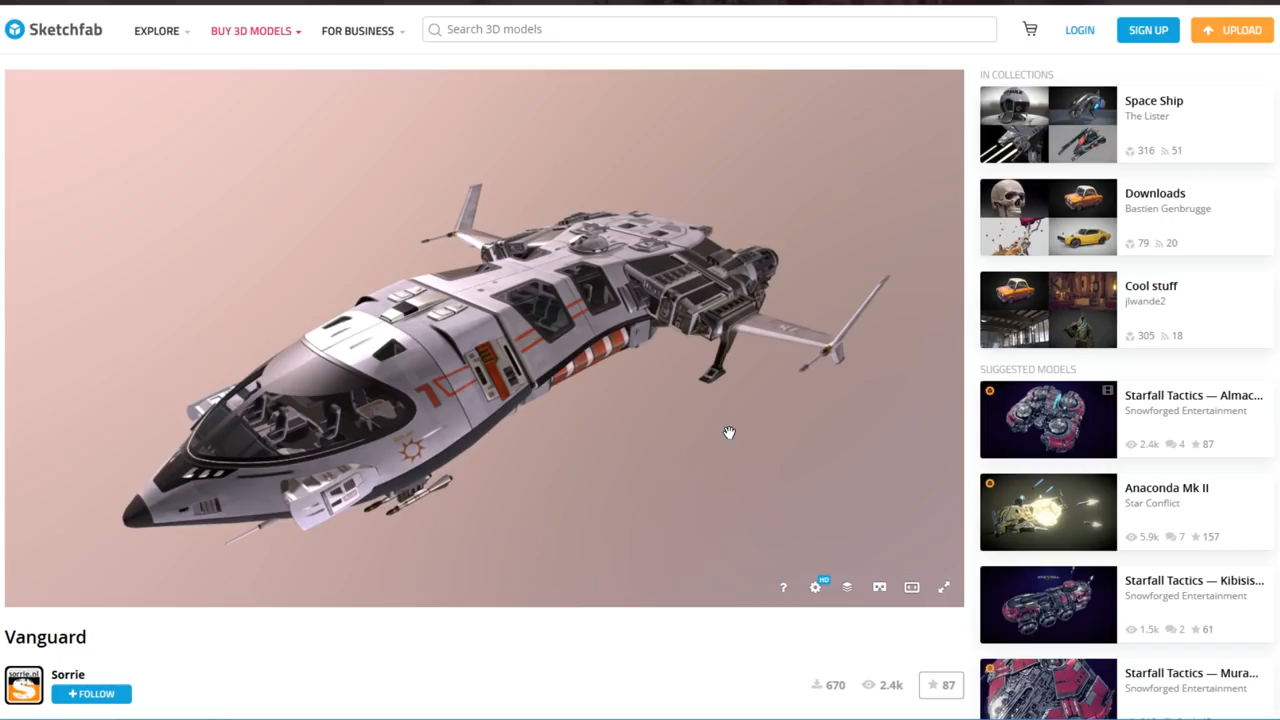 Sketchfab
EXPLORE
BUY 3D MODELS
FOR BUSINESS
Search 3D models
LOGIN
SIGN UP
UPLOAD
IN COLLECTIONS
Space Ship
The Lister
316 51
Downloads
Bastien Genbrugge
79 20
Cool stuff
jlwande2
305 18
SUGGESTED MODELS
Starfall Tactics — Almac...
Snowforged Entertainment
2.4k 4 87
Anaconda Mk II
Star Conflict
5.9k 7 157
Starfall Tactics — Kibisis...
Snowforged Entertainment
1.5k 2 61
Starfall Tactics — Mura...
Snowforged Entertainment
? HD
Vanguard
sorrie.nl
Sorrie
+ FOLLOW
670 2.4k 87